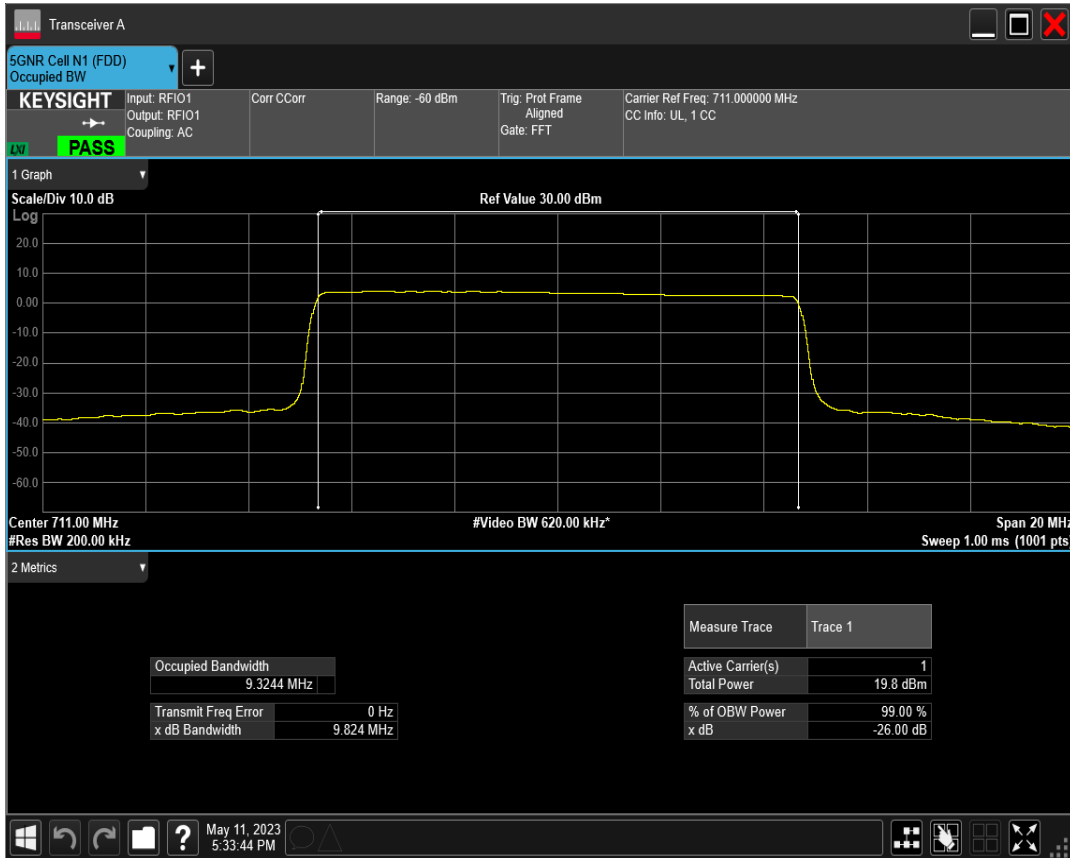 Transceiver A
5GNR Cell N1 (FDD)
Occupied BW
+
KEYSIGHT
LXI
PASS
Input: RFIO1
Output: RFIO1
Coupling: AC
Corr CCorr
Range: -60 dBm
Trig: Prot Frame
Aligned
Gate: FFT
Carrier Ref Freq: 711.000000 MHz
CC Info: UL, 1 CC
1 Graph
Scale/Div 10.0 dB
Ref Value 30.00 dBm
Log
20.0
10.0
0.00
-10.0
-20.0
-30.0
-40.0
-50.0
-60.0
Center 711.00 MHz
#Video BW 620.00 kHz*
Span 20 MHz
#Res BW 200.00 kHz
Sweep 1.00 ms (1001 pts)
2 Metrics
Measure Trace Trace 1
Occupied Bandwidth
9.3244 MHz
Active Carrier(s) 1
Total Power 19.8 dBm
Transmit Freq Error 0 Hz
x dB Bandwidth 9.824 MHz
% of OBW Power 99.00 %
x dB -26.00 dB
?
May 11, 2023
5:33:44 PM